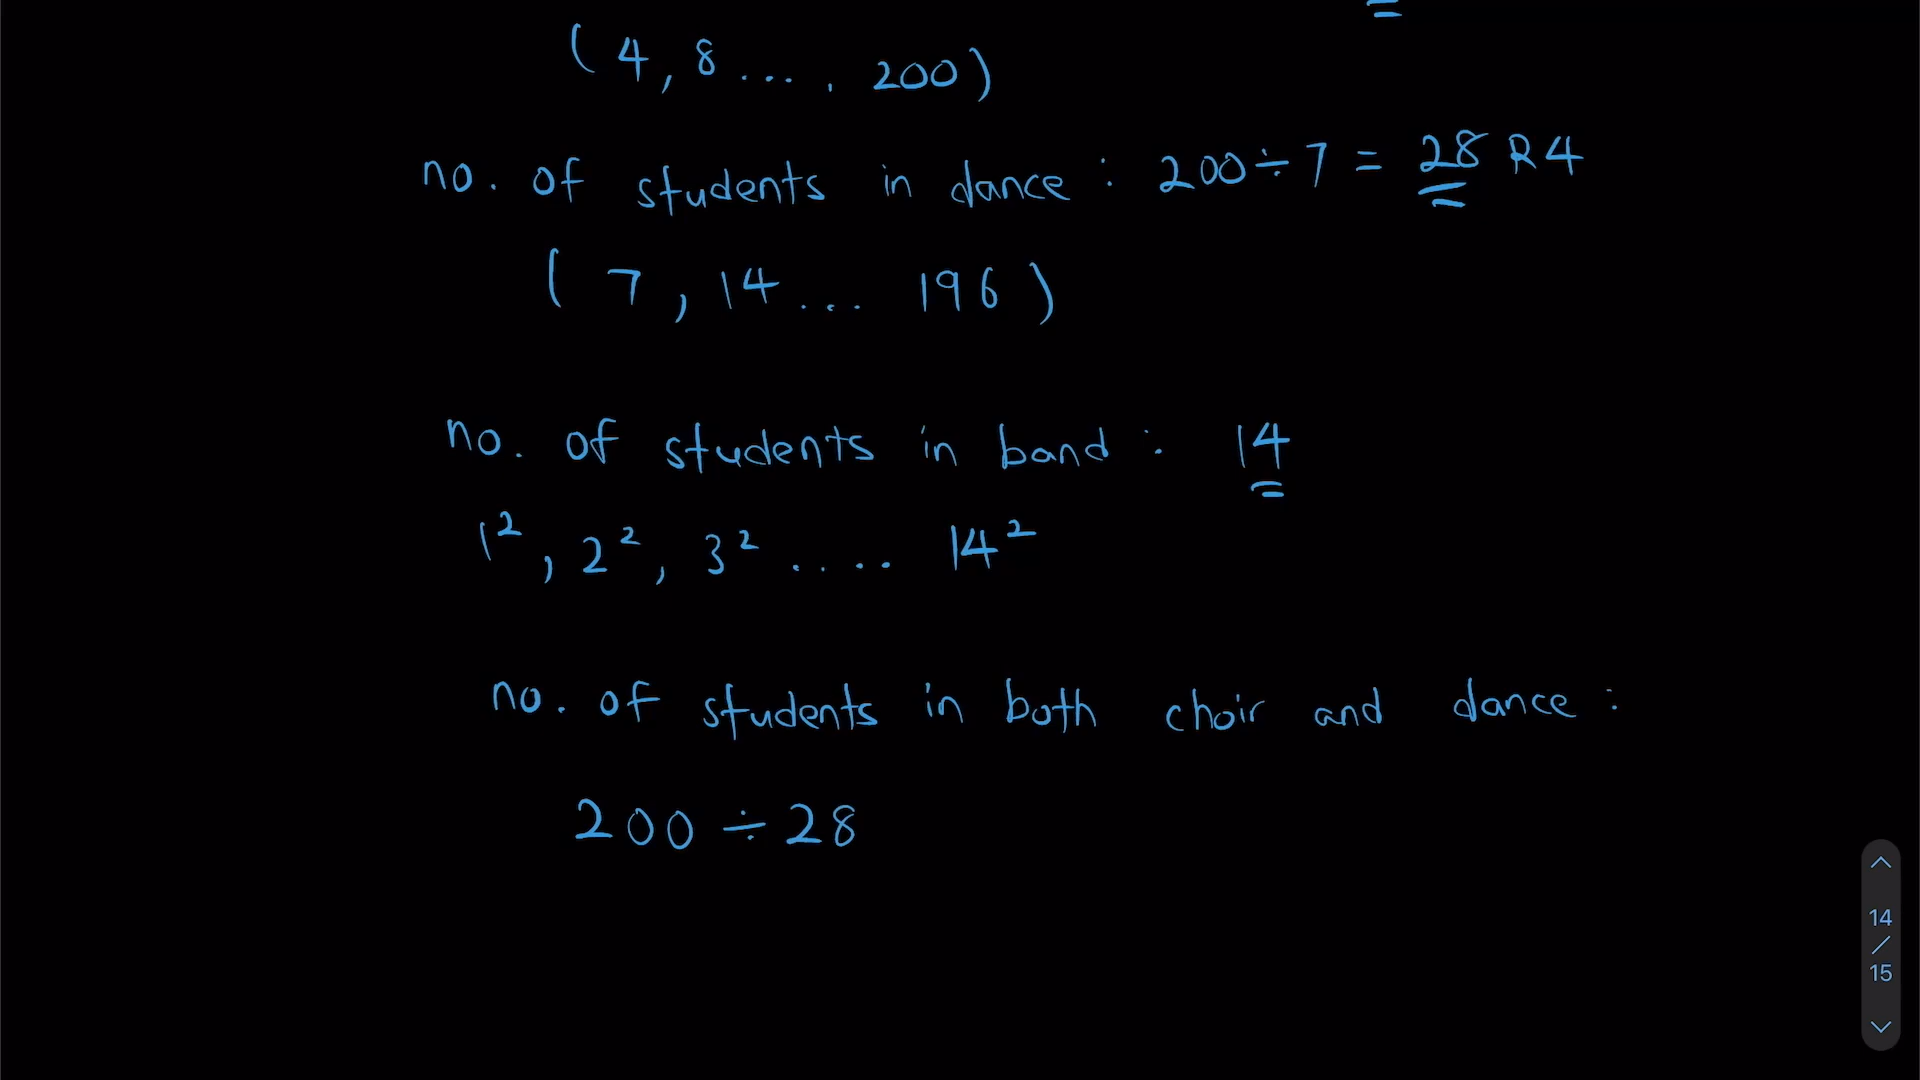 (4, 8 ...., 200)
no. of students in dance : 200 ÷ 7 = 28 R4
( 7, 14 ... 196 )
no. of students in band : 14
1², 2², 3² .... 14²
no. of students in both choir and dance :
200 ÷ 28
14
/
15